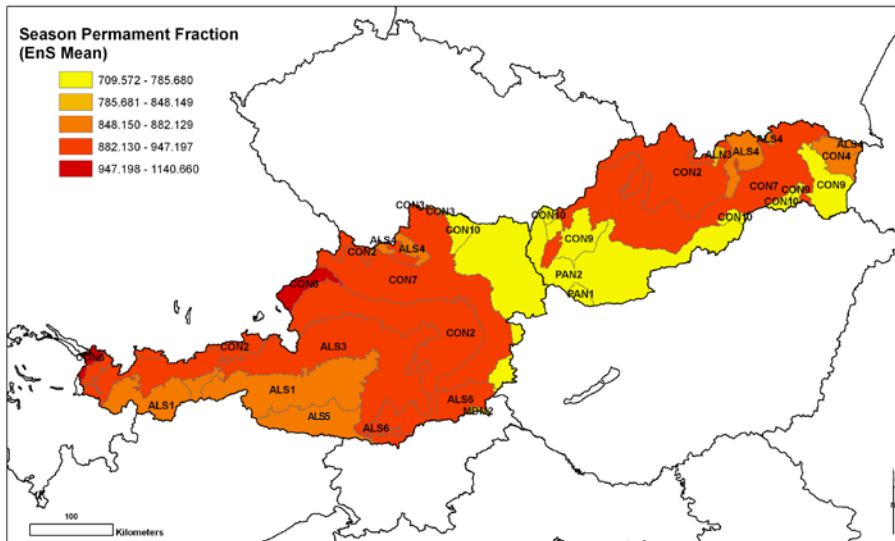 Season Permament Fraction
(EnS Mean)
709.572 - 785.680
785.681 - 848.149
848.150 - 882.129
882.130 - 947.197
947.198 - 1140.660
ALS4
ALS4
ALN3
ALS4
CON4
CON2
CON7
CON9
CON9
CON10
CON3
CON3
CON10
CON10
CON10
CON9
ALS4
CON2
ALS4
PAN2
CON6
CON7
PAN1
CON2
CON2
ALS3
CON6
ALS1
ALS1
ALS6
ALS5
MDM2
ALS6
100
Kilometers